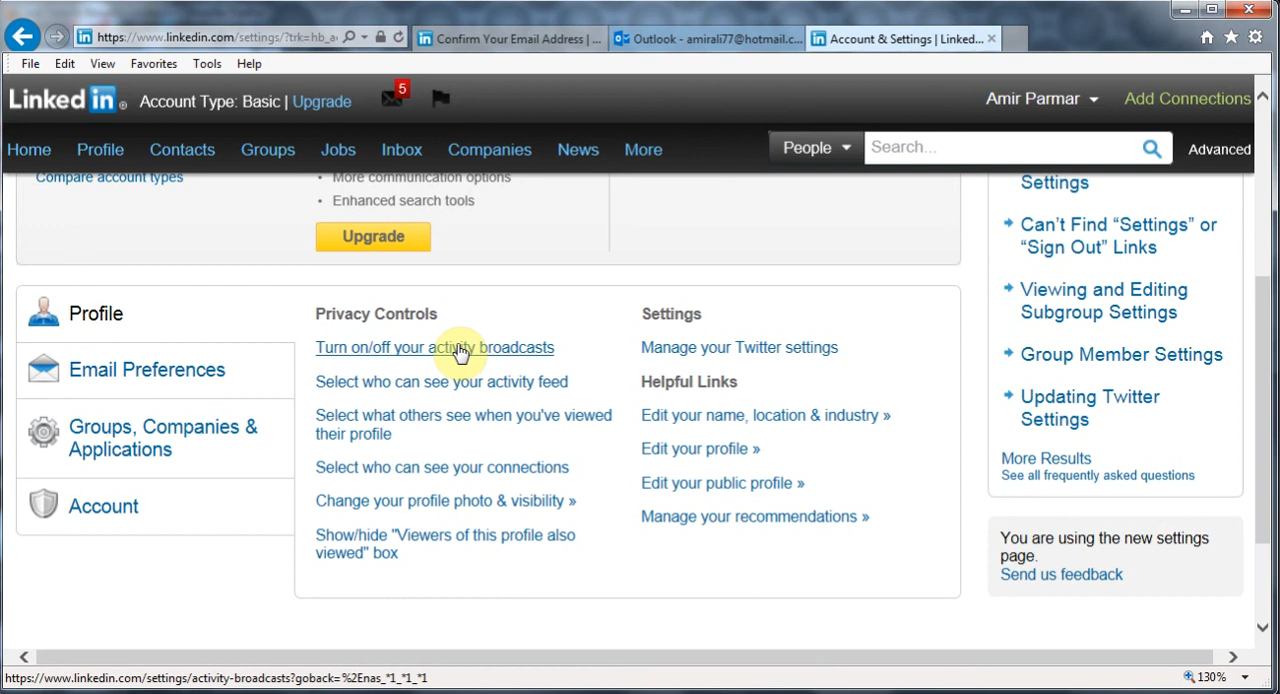 https://www.linkedin.com/settings/?trk=hb_a
Confirm Your Email Address | ...
Outlook - amirali77@hotmail.c...
Account & Settings | Linked...
File Edit View Favorites Tools Help
Linked in® Account Type: Basic | Upgrade 5 Amir Parmar Add Connections
Home Profile Contacts Groups Jobs Inbox Companies News More People Search... Advanced
Compare account types
• More communication options
• Enhanced search tools
Upgrade
Profile
Email Preferences
Groups, Companies &
Applications
Account
Privacy Controls
Turn on/off your activity broadcasts
Select who can see your activity feed
Select what others see when you've viewed
their profile
Select who can see your connections
Change your profile photo & visibility »
Show/hide "Viewers of this profile also
viewed" box
Settings
Manage your Twitter settings
Helpful Links
Edit your name, location & industry »
Edit your profile »
Edit your public profile »
Manage your recommendations »
Settings
Can't Find “Settings” or
“Sign Out” Links
Viewing and Editing
Subgroup Settings
Group Member Settings
Updating Twitter
Settings
More Results
See all frequently asked questions
You are using the new settings
page.
Send us feedback
https://www.linkedin.com/settings/activity-broadcasts?goback=%2Enas_*1_*1_*1
130%